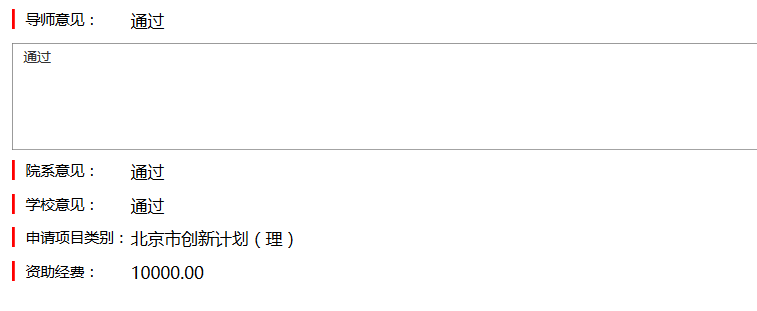 导师意见： 通过
通过
院系意见： 通过
学校意见： 通过
申请项目类别： 北京市创新计划（理）
资助经费： 10000.00